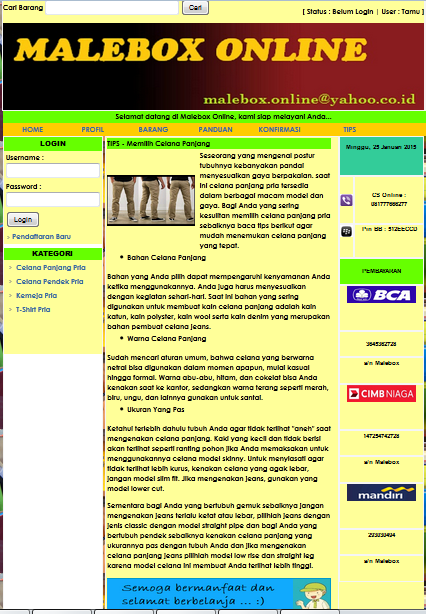 Cari Barang
Cari
[ Status : Belum Login | User : Tamu ]
MALEBOX ONLINE
malebox.online@yahoo.co.id
Selamat datang di Malebox Online, kami siap melayani Anda...
HOME PROFIL BARANG PANDUAN KONFIRMASI TIPS
LOGIN
Username :
Password :
Login
Pendaftaran Baru
KATEGORI
Celana Panjang Pria
Celana Pendek Pria
Kemeja Pria
T-Shirt Pria
TIPS - Memilih Celana Panjang
Seseorang yang mengenal postur
tubuhnya kebanyakan pandai
menyesuaikan gaya berpakaian. saat
ini celana panjang pria tersedia
dalam berbagai macam model dan
gaya. Bagi Anda yang sering
kesulitan memilih celana panjang pria
sebaiknya baca tips berikut agar
mudah menemukan celana panjang
yang tepat.
• Bahan Celana Panjang
Bahan yang Anda pilih dapat mempengaruhi kenyamanan Anda
ketika menggunakannya. Anda juga harus menyesuaikan
dengan kegiatan sehari-hari. Saat ini bahan yang sering
digunakan untuk membuat kain celana panjang adalah kain
katun, kain polyster, kain wool serta kain denim yang merupakan
bahan pembuat celana jeans.
• Warna Celana Panjang
Sudah mencari aturan umum, bahwa celana yang berwarna
netral bisa digunakan dalam momen apapun, mulai kasual
hingga formal. Warna abu-abu, hitam, dan cokelat bisa Anda
kenakan saat ke kantor, sedangkan warna terang seperti merah,
biru, ungu, dan lainnya gunakan untuk santai.
• Ukuran Yang Pas
Ketahui terlebih dahulu tubuh Anda agar tidak terlihat "aneh" saat
mengenakan celana panjang. Kaki yang kecil dan tidak berisi
akan terlihat seperti ranting pohon jika Anda memaksakan untuk
menggunakannya celana model skinny. Untuk menyiasati agar
tidak terlihat lebih kurus, kenakan celana yang agak lebar,
jangan model slim fit. Jika mengenakan jeans, gunakan yang
model lower cut.
Sementara bagi Anda yang bertubuh gemuk sebaiknya jangan
mengenakan jeans terlalu ketat atau lebar, pilihlah jeans dengan
jenis classic dengan model straight pipe dan bagi Anda yang
bertubuh pendek sebaiknya kenakan celana panjang yang
ukurannya pas dengan tubuh Anda dan jika mengenakan
celana panjang jeans pilihlah model low rise dan straight leg
karena model celana ini membuat Anda terlihat lebih tinggi.
Semoga bermanfaat dan
selamat berbelanja ... :)
Minggu, 25 Januari 2015
CS Online :
081777666277
Pin BB : 512EECCD
PEMBAYARAN
BCA
a/n Malebox
CIMB NIAGA
147254742728
a/n Malebox
mandiri
a/n Malebox